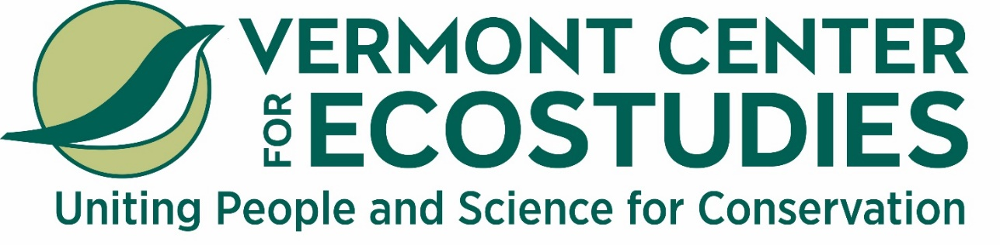 VERMONT CENTER
FOR ECOSTUDIES
Uniting People and Science for Conservation